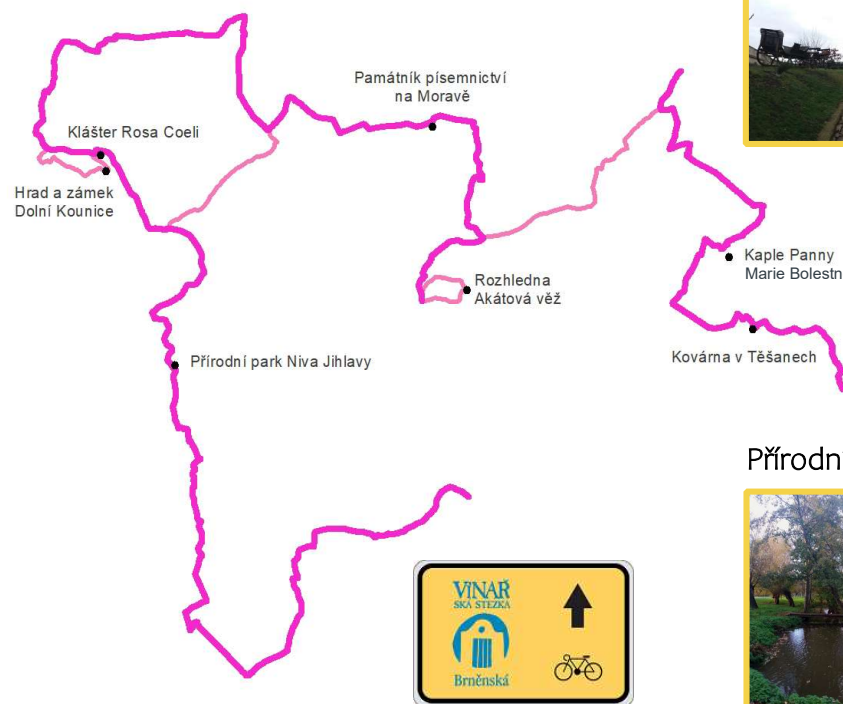 Památník písemnictví
na Moravě
Klášter Rosa Coeli
Hrad a zámek
Dolní Kounice
Kaple Panny
Marie Bolestn
Rozhledna
Akátová věž
Přírodní park Niva Jihlavy
Kovárna v Těšanech
Přírodn
VINAŘ
SKÁ STEZKA
Brněnská